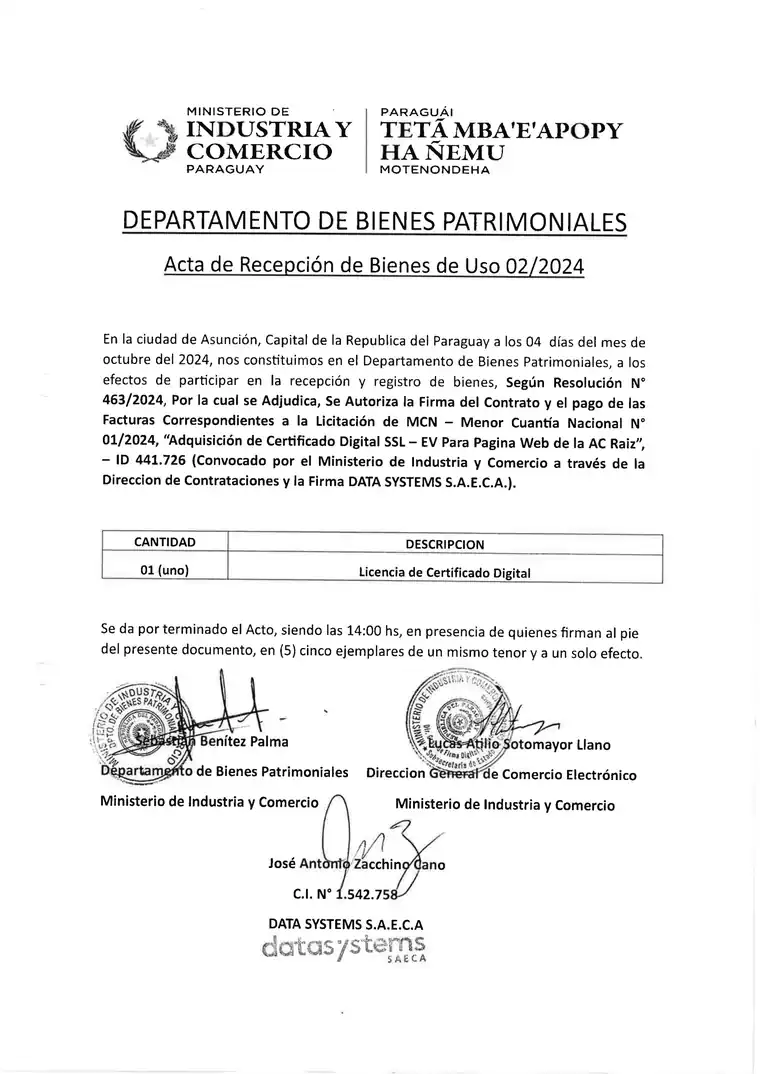 MINISTERIO DE
INDUSTRIA Y
COMERCIO
PARAGUAY
PARAGUÁI
TETÃ MBA'E'APOPY
HA ÑEMU
MOTENONDEHA
DEPARTAMENTO DE BIENES PATRIMONIALES
Acta de Recepción de Bienes de Uso 02/2024
En la ciudad de Asunción, Capital de la Republica del Paraguay a los 04 días del mes de
octubre del 2024, nos constituimos en el Departamento de Bienes Patrimoniales, a los
efectos de participar en la recepción y registro de bienes, Según Resolución N°
463/2024, Por la cual se Adjudica, Se Autoriza la Firma del Contrato y el pago de las
Facturas Correspondientes a la Licitación de MCN – Menor Cuantía Nacional N°
01/2024, “Adquisición de Certificado Digital SSL – EV Para Pagina Web de la AC Raiz”,
– ID 441.726 (Convocado por el Ministerio de Industria y Comercio a través de la
Direccion de Contrataciones y la Firma DATA SYSTEMS S.A.E.C.A.).
CANTIDAD DESCRIPCION
01 (uno) Licencia de Certificado Digital
Se da por terminado el Acto, siendo las 14:00 hs, en presencia de quienes firman al pie
del presente documento, en (5) cinco ejemplares de un mismo tenor y a un solo efecto.
Sebastián Benítez Palma
Lucas Atilio Sotomayor Llano
Departamento de Bienes Patrimoniales
Direccion General de Comercio Electrónico
Ministerio de Industria y Comercio
Ministerio de Industria y Comercio
José Antonio Zacchino Cano
C.I. N° 1.542.758
DATA SYSTEMS S.A.E.C.A
datasystems
SAECA